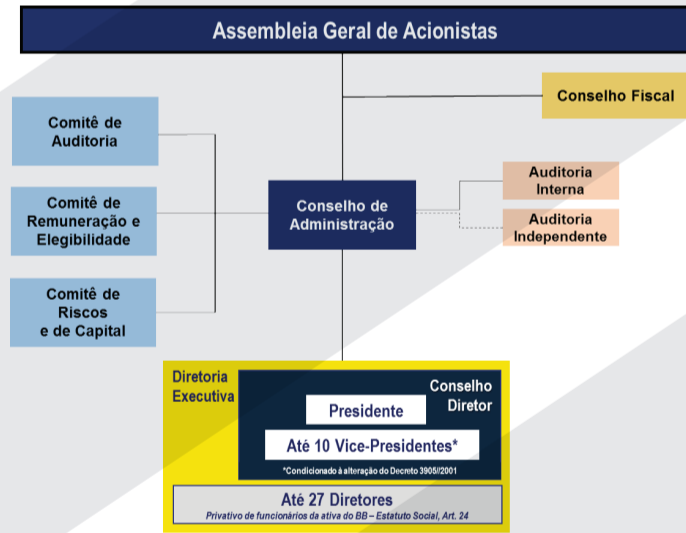 Assembleia Geral de Acionistas
Conselho Fiscal
Comitê de
Auditoria
Comitê de
Remuneração e
Elegibilidade
Comitê de
Riscos
e de Capital
Conselho de
Administração
Auditoria
Interna
Auditoria
Independente
Diretoria
Executiva
Conselho
Diretor
Presidente
Até 10 Vice-Presidentes*
*Condicionado à alteração do Decreto 3905//2001
Até 27 Diretores
Privativo de funcionários da ativa do BB – Estatuto Social, Art. 24